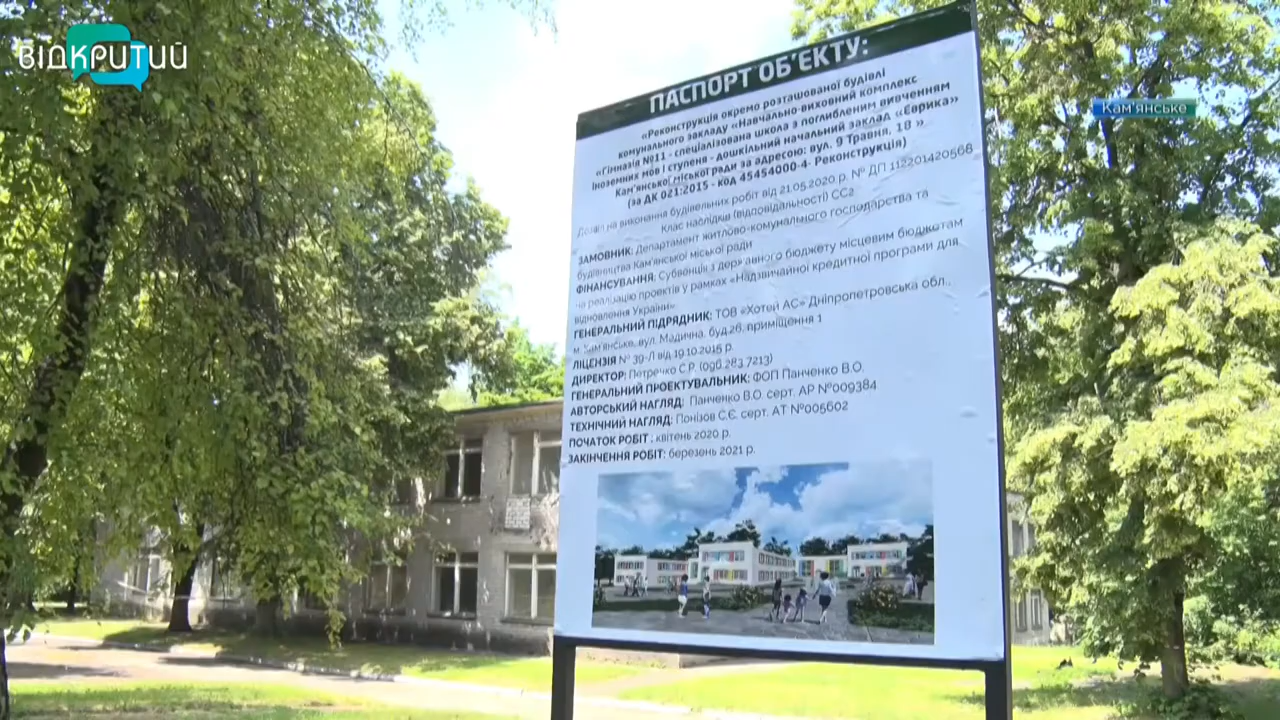 ВІДКРИТИЙ
Кам'янське
ПАСПОРТ ОБ'ЄКТУ:
«Реконструкція окремо розташованої будівлі
комунального закладу «Навчально-виховний комплекс
«Гімназія №11 - спеціалізована школа з поглибленим вивченням
іноземних мов І ступеня - дошкільний начальний заклад «Еврика»
Кам'янської міської ради за адресою: вул. 9 Травня, 18 »
(за ДК 021:2015 - код 45454000-4- Реконструкція)
Дозвіл на виконання будівельних робіт від 21.05.2020 р. № ДП 112201420568
Клас наслідків (відповідальності) СС2
ЗАМОВНИК: Департамент житлово-комунального господарства та
будівництва Кам'янської міської ради
ФІНАНСУВАННЯ: Субвенція з державного бюджету місцевим бюджетам
на реалізацію проектів у рамках «Надзвичайної кредитної програми для
відновлення України»
ГЕНЕРАЛЬНИЙ ПІДРЯДНИК: ТОВ «Хотей АС» Дніпропетровська обл.,
м. Кам'янське, вул. Медична, буд.26, приміщення 1
ЛІЦЕНЗІЯ № 39-Л від 19.10.2015 р.
ДИРЕКТОР: Петречко С.Р. (096 283 7213)
ГЕНЕРАЛЬНИЙ ПРОЕКТУВАЛЬНИК: ФОП Панченко В.О.
АВТОРСЬКИЙ НАГЛЯД: Панченко В.О. серт. АР №009384
ТЕХНІЧНИЙ НАГЛЯД: Понізов С.Є. серт. АТ №005602
ПОЧАТОК РОБІТ : квітень 2020 р.
ЗАКІНЧЕННЯ РОБІТ: березень 2021 р.